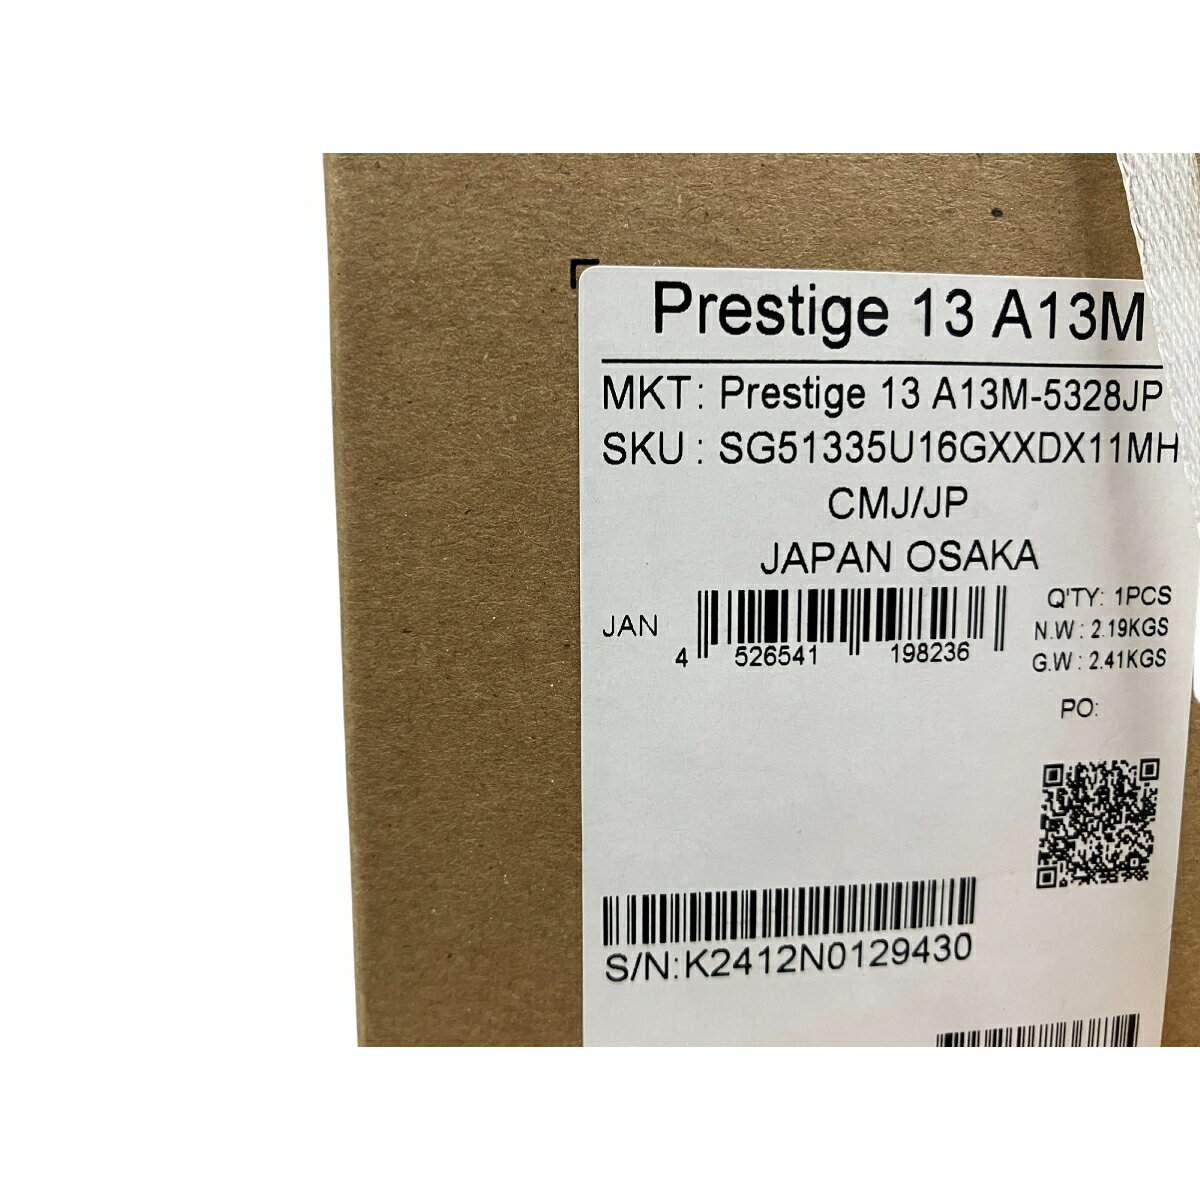 Prestige 13 A13M
MKT: Prestige 13 A13M-5328JP
SKU : SG51335U16GXXDX11MH
CMJ/JP
JAPAN OSAKA
JAN
4 526541 198236
Q'TY: 1PCS
N.W : 2.19KGS
G.W : 2.41KGS
PO:
S/N:K2412N0129430